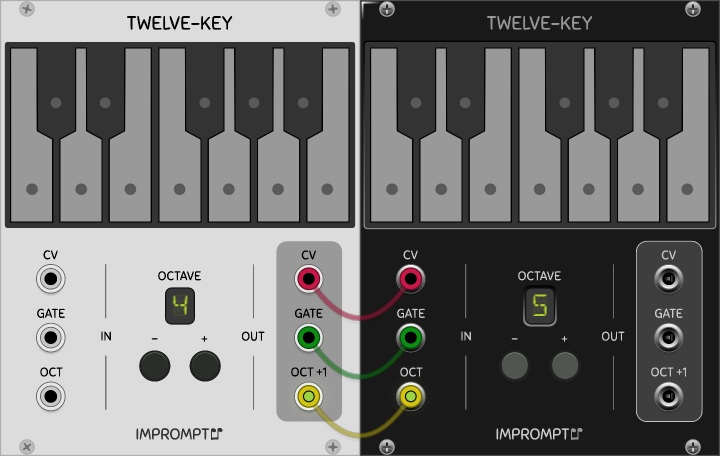 TWELVE-KEY
CV
GATE
OCT
IN
OCTAVE
4
- +
OUT
CV
GATE
OCT +1
IMPROMPT
TWELVE-KEY
CV
GATE
OCT
IN
OCTAVE
5
- +
OUT
CV
GATE
OCT +1
IMPROMPT